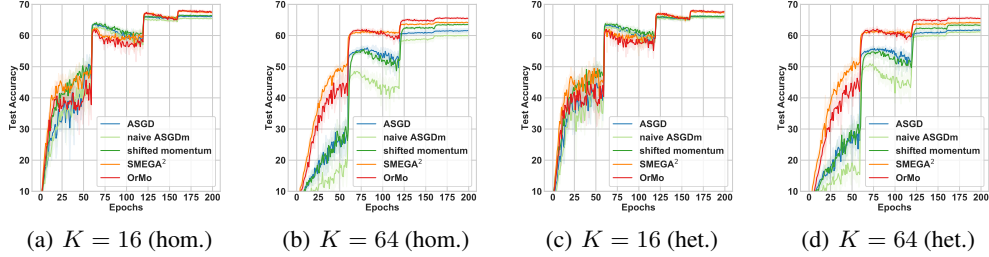 70
60
50
40
30
20
10
Test Accuracy
ASGD
naive ASGDm
shifted momentum
SMEGA²
OrMo
0 25 50 75 100 125 150 175 200
Epochs
(a) K = 16 (hom.)
70
60
50
40
30
20
10
Test Accuracy
ASGD
naive ASGDm
shifted momentum
SMEGA²
OrMo
0 25 50 75 100 125 150 175 200
Epochs
(b) K = 64 (hom.)
70
60
50
40
30
20
10
Test Accuracy
ASGD
naive ASGDm
shifted momentum
SMEGA²
OrMo
0 25 50 75 100 125 150 175 200
Epochs
(c) K = 16 (het.)
70
60
50
40
30
20
10
Test Accuracy
ASGD
naive ASGDm
shifted momentum
SMEGA²
OrMo
0 25 50 75 100 125 150 175 200
Epochs
(d) K = 64 (het.)